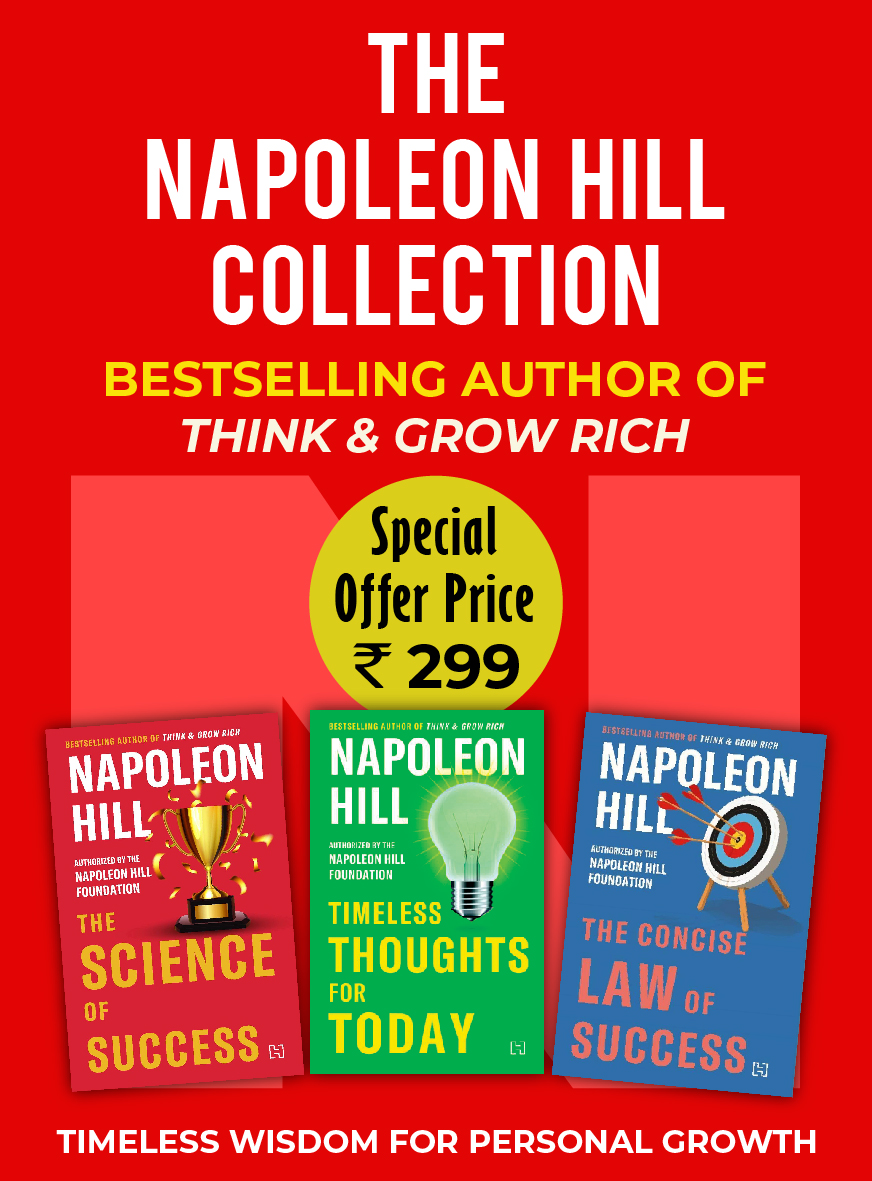 THE
NAPOLEON HILL
COLLECTION
BESTSELLING AUTHOR OF
THINK & GROW RICH
Special
Offer Price
₹ 299
BESTSELLING AUTHOR OF THINK & GROW RICH
NAPOLEON
HILL
AUTHORIZED BY THE
NAPOLEON HILL
FOUNDATION
THE
SCIENCE
OF
SUCCESS
BESTSELLING AUTHOR OF THINK & GROW RICH
NAPOLEON
HILL
AUTHORIZED BY THE
NAPOLEON HILL
FOUNDATION
TIMELESS
THOUGHTS
FOR
TODAY
BESTSELLING AUTHOR OF THINK & GROW RICH
NAPOLEON
HILL
AUTHORIZED BY THE
NAPOLEON HILL
FOUNDATION
THE CONCISE
LAW OF
SUCCESS
TIMELESS WISDOM FOR PERSONAL GROWTH